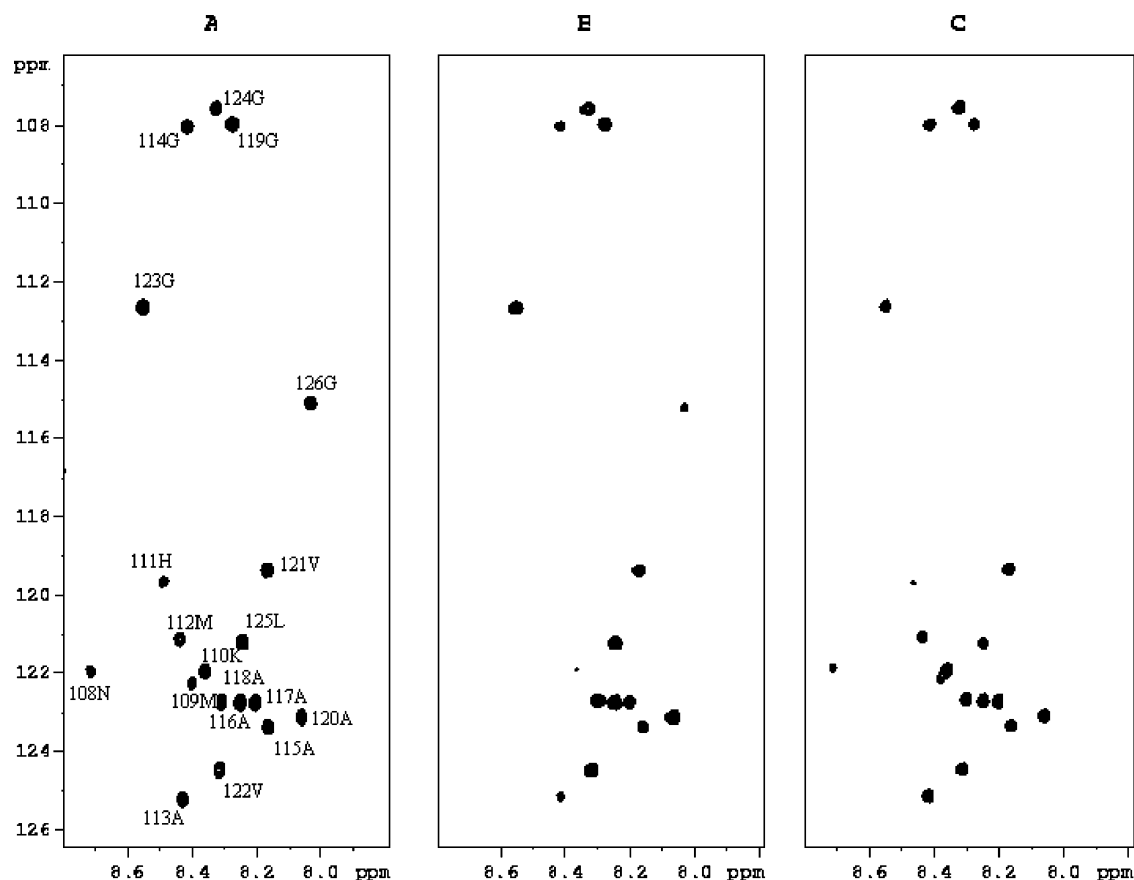 A B C
ppm
108
110
112
114
116
118
120
122
124
126
124G
114G 119G
123G
126G
111H
121V
112M
125L
110K
118A
108N
109M
117A
116A
120A
115A
122V
113A
8.6 8.4 8.2 8.0 ppm
8.6 8.4 8.2 8.0 ppm
8.6 8.4 8.2 8.0 ppm